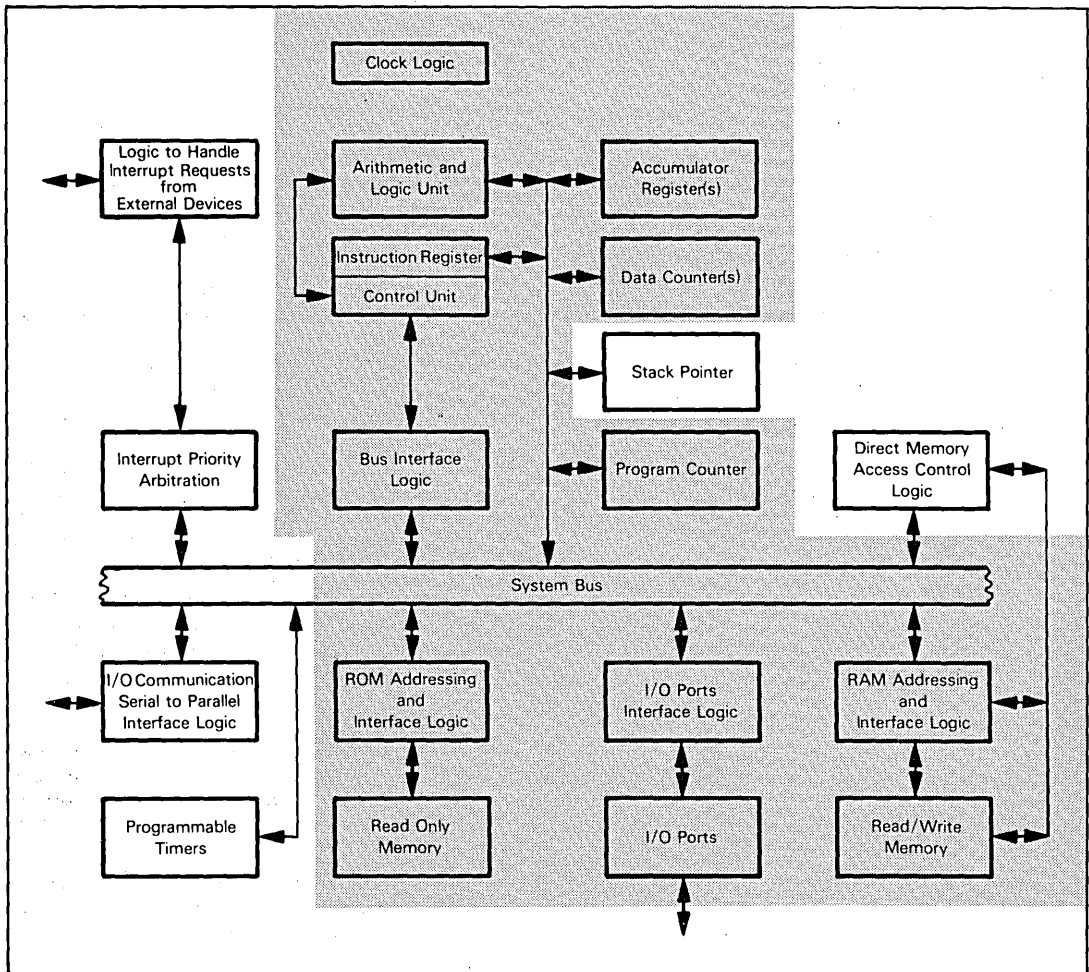 Clock Logic
Logic to Handle
Interrupt Requests
from
External Devices
Arithmetic and
Logic Unit
Accumulator
Register(s)
Instruction Register
Control Unit
Data Counter(s)
Stack Pointer
Interrupt Priority
Arbitration
Bus Interface
Logic
Program Counter
Direct Memory
Access Control
Logic
System Bus
I/O Communication
Serial to Parallel
Interface Logic
ROM Addressing
and
Interface Logic
I/O Ports
Interface Logic
RAM Addressing
and
Interface Logic
Programmable
Timers
Read Only
Memory
I/O Ports
Read/Write
Memory